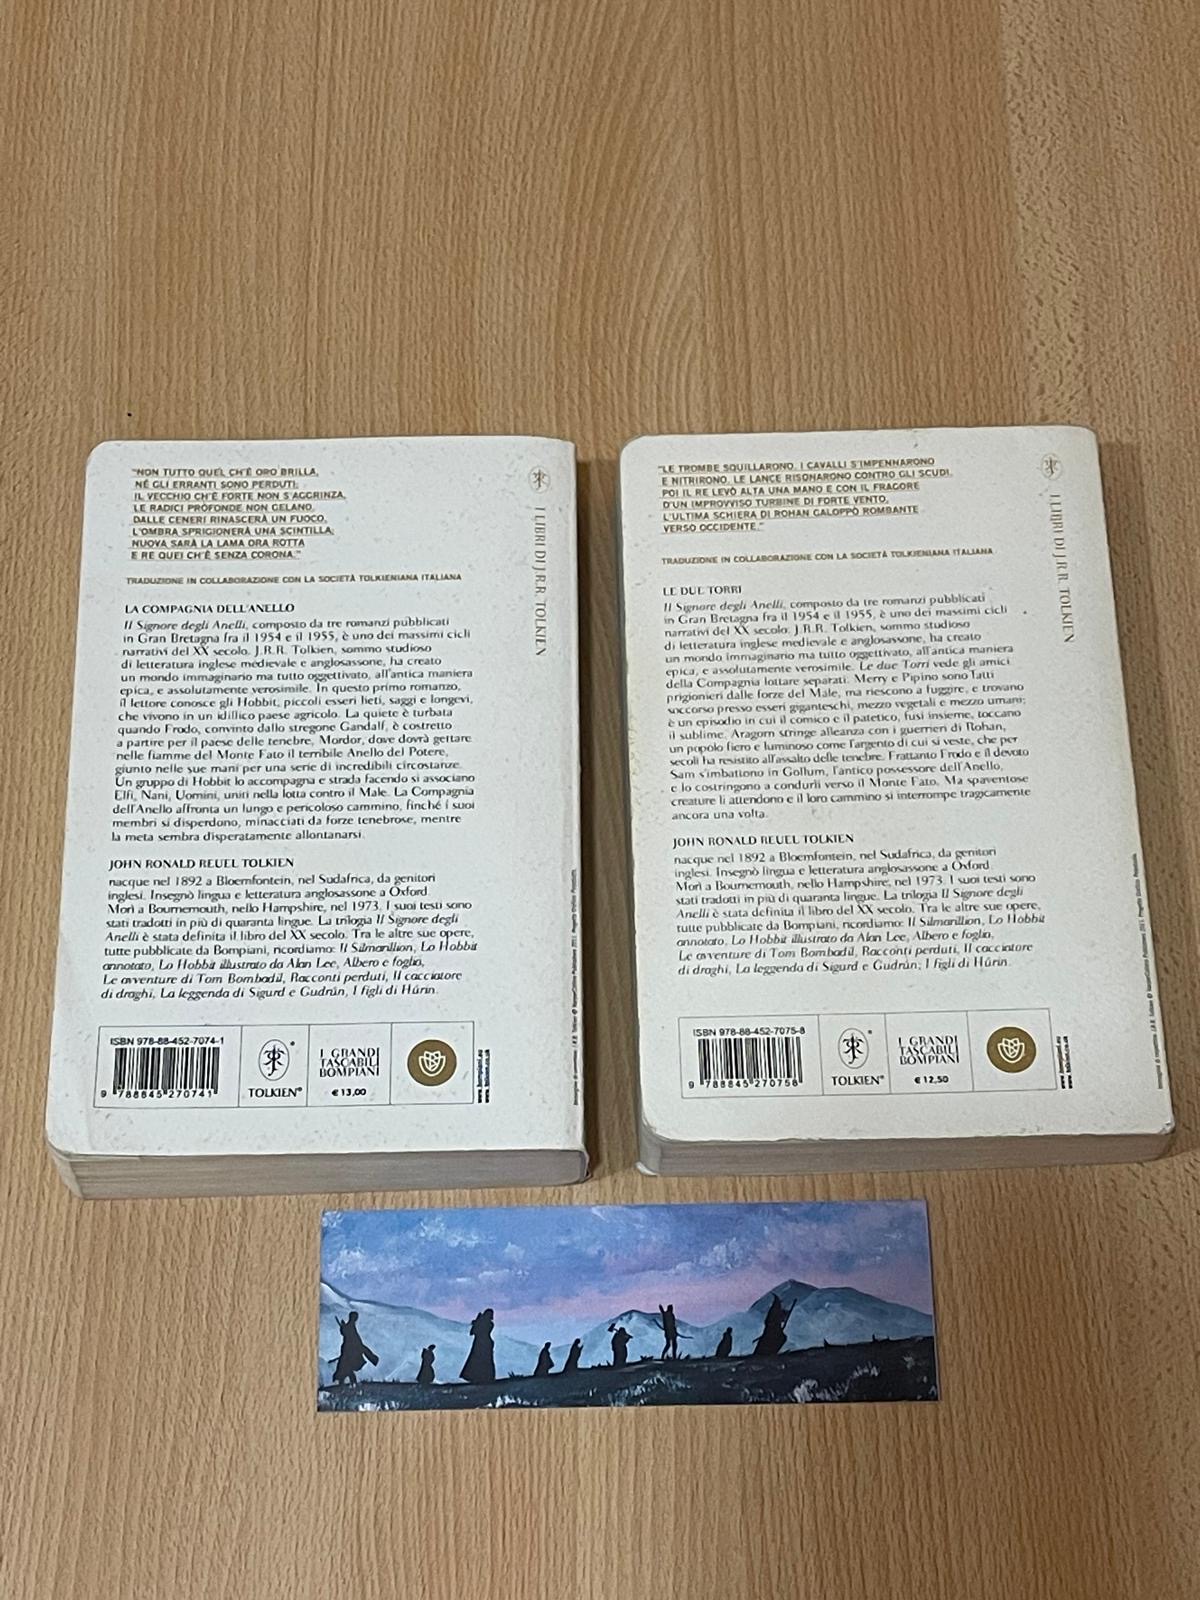 "NON TUTTO QUEL CH'È ORO BRILLA,
NÉ GLI ERRANTI SONO PERDUTI;
IL VECCHIO CH'È FORTE NON S'AGGRINZA,
LE RADICI PROFONDE NON GELANO.
DALLE CENERI RINASCERÀ UN FUOCO,
L'OMBRA SPRIGIONERÀ UNA SCINTILLA;
NUOVA SARÀ LA LAMA ORA ROTTA
E RE QUEI CH'È SENZA CORONA."
TRADUZIONE IN COLLABORAZIONE CON LA SOCIETÀ TOLKIENIANA ITALIANA
LA COMPAGNIA DELL'ANELLO
Il Signore degli Anelli, composto da tre romanzi pubblicati
in Gran Bretagna fra il 1954 e il 1955, è uno dei massimi cicli
narrativi del XX secolo. J.R.R. Tolkien, sommo studioso
di letteratura inglese medievale e anglosassone, ha creato
un mondo immaginario ma tutto oggettivato, all'antica maniera
epica, e assolutamente verosimile. In questo primo romanzo,
il lettore conosce gli Hobbit, piccoli esseri lieti, saggi e longevi,
che vivono in un idillico paese agricolo. La quiete è turbata
quando Frodo, convinto dallo stregone Gandalf, è costretto
a partire per il paese delle tenebre, Mordor, dove dovrà gettare
nelle fiamme del Monte Fato il terribile Anello del Potere,
giunto nelle sue mani per una serie di incredibili circostanze.
Un gruppo di Hobbit lo accompagna e strada facendo si associano
Elfi, Nani, Uomini, uniti nella lotta contro il Male. La Compagnia
dell'Anello affronta un lungo e pericoloso cammino, finché i suoi
membri si disperdono, minacciati da forze tenebrose, mentre
la meta sembra disperatamente allontanarsi.
JOHN RONALD REUEL TOLKIEN
nacque nel 1892 a Bloemfontein, nel Sudafrica, da genitori
inglesi. Insegnò lingua e letteratura anglosassone a Oxford.
Morì a Bournemouth, nello Hampshire, nel 1973. I suoi testi sono
stati tradotti in più di quaranta lingue. La trilogia Il Signore degli
Anelli è stata definita il libro del XX secolo. Tra le altre sue opere,
tutte pubblicate da Bompiani, ricordiamo: Il Silmarillion, Lo Hobbit
annotato, Lo Hobbit illustrato da Alan Lee, Albero e foglia,
Le avventure di Tom Bombadil, Racconti perduti, Il cacciatore
di draghi, La leggenda di Sigurd e Gudrún, I figli di Húrin.
ISBN 978-88-452-7074-1
9 788845 270741
TOLKIEN®
I GRANDI
TASCABILI
BOMPIANI
€ 13,00
www.bompiani.eu
www.tolkien.co.uk
I LIBRI DI J.R.R. TOLKIEN
"LE TROMBE SQUILLARONO. I CAVALLI S'IMPENNARONO
E NITRIRONO. LE LANCE RISONARONO CONTRO GLI SCUDI.
POI IL RE LEVÒ ALTA UNA MANO E CON IL FRAGORE
D'UN IMPROVVISO TURBINE DI FORTE VENTO,
L'ULTIMA SCHIERA DI ROHAN GALOPPÒ ROMBANTE
VERSO OCCIDENTE."
TRADUZIONE IN COLLABORAZIONE CON LA SOCIETÀ TOLKIENIANA ITALIANA
LE DUE TORRI
Il Signore degli Anelli, composto da tre romanzi pubblicati
in Gran Bretagna fra il 1954 e il 1955, è uno dei massimi cicli
narrativi del XX secolo. J.R.R. Tolkien, sommo studioso
di letteratura inglese medievale e anglosassone, ha creato
un mondo immaginario ma tutto oggettivato, all'antica maniera
epica, e assolutamente verosimile. Le due Torri vede gli amici
della Compagnia lottare separati. Merry e Pipino sono fatti
prigionieri dalle forze del Male, ma riescono a fuggire, e trovano
soccorso presso esseri giganteschi, mezzo vegetali e mezzo umani;
è un episodio in cui il comico e il patetico, fusi insieme, toccano
il sublime. Aragorn stringe alleanza con i guerrieri di Rohan,
un popolo fiero e luminoso come l'argento di cui si veste, che per
secoli ha resistito all'assalto delle tenebre. Frattanto Frodo e il devoto
Sam s'imbattono in Gollum, l'antico possessore dell'Anello,
e lo costringono a condurli verso il Monte Fato. Ma spaventose
creature li attendono e il loro cammino si interrompe tragicamente
ancora una volta.
JOHN RONALD REUEL TOLKIEN
nacque nel 1892 a Bloemfontein, nel Sudafrica, da genitori
inglesi. Insegnò lingua e letteratura anglosassone a Oxford.
Morì a Bournemouth, nello Hampshire, nel 1973. I suoi testi sono
stati tradotti in più di quaranta lingue. La trilogia Il Signore degli
Anelli è stata definita il libro del XX secolo. Tra le altre sue opere,
tutte pubblicate da Bompiani, ricordiamo: Il Silmarillion, Lo Hobbit
annotato, Lo Hobbit illustrato da Alan Lee, Albero e foglia,
Le avventure di Tom Bombadil, Racconti perduti, Il cacciatore
di draghi, La leggenda di Sigurd e Gudrún, I figli di Húrin.
ISBN 978-88-452-7075-8
9 788845 270758
TOLKIEN®
I GRANDI
TASCABILI
BOMPIANI
€ 12,50
www.bompiani.eu
www.tolkien.co.uk
I LIBRI DI J.R.R. TOLKIEN